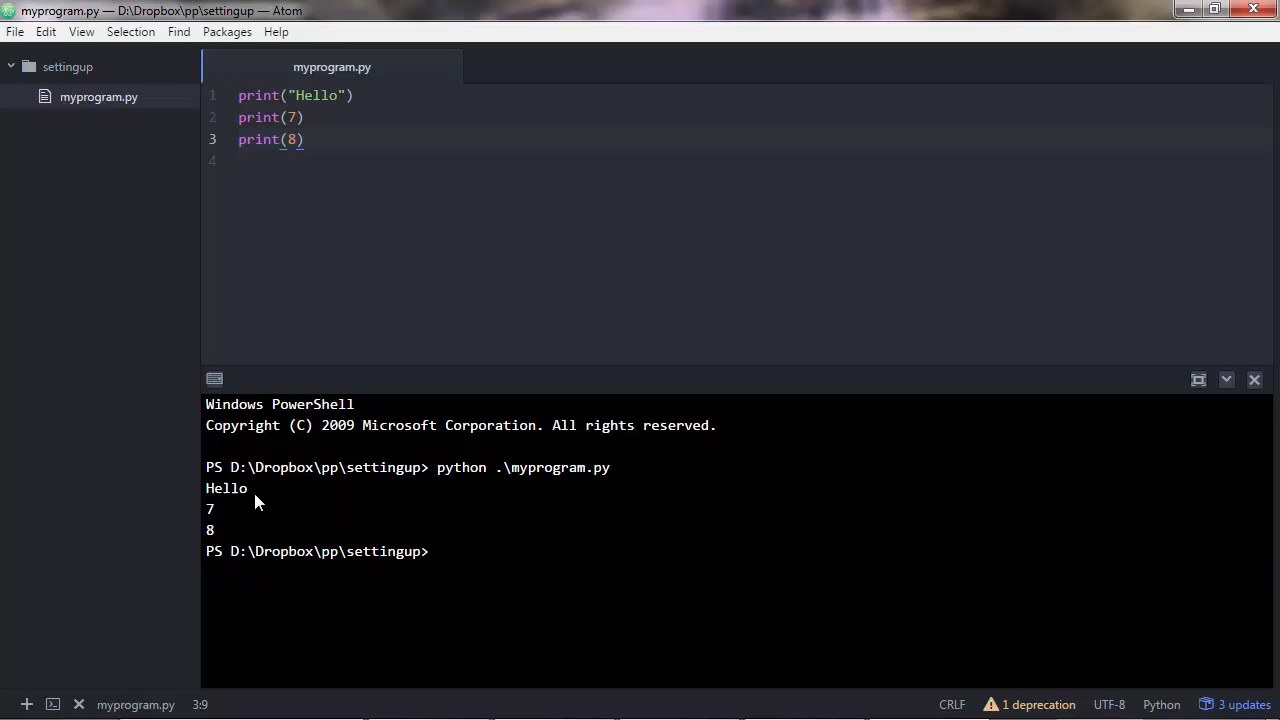 myprogram.py — D:\Dropbox\pp\settingup — Atom
File Edit View Selection Find Packages Help
settingup
myprogram.py
myprogram.py
1 print("Hello")
2 print(7)
3 print(8)
4
Windows PowerShell
Copyright (C) 2009 Microsoft Corporation. All rights reserved.
PS D:\Dropbox\pp\settingup> python .\myprogram.py
Hello
7
8
PS D:\Dropbox\pp\settingup>
myprogram.py 3:9 CRLF 1 deprecation UTF-8 Python 3 updates